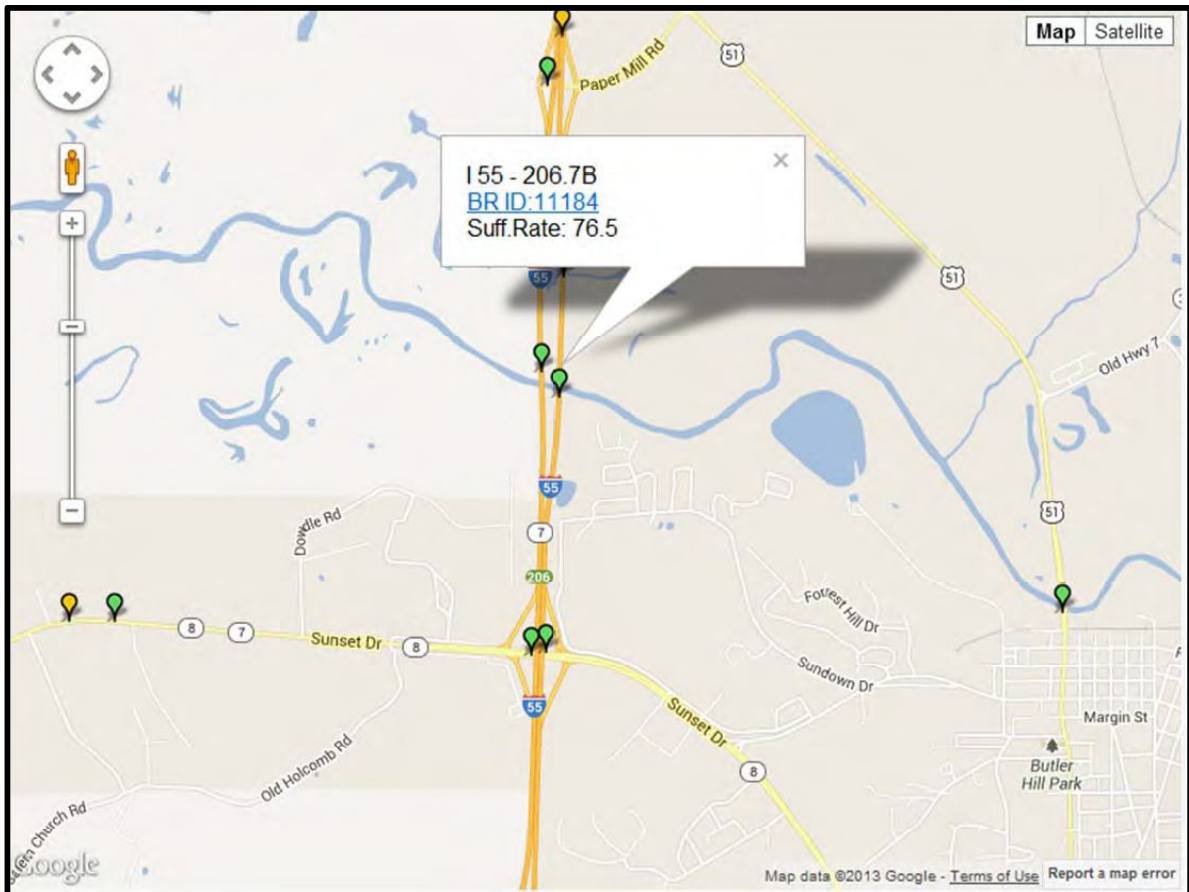 Map
Satellite
51
Paper Mill Rd
I 55 - 206.7B
BR ID:11184
Suff.Rate: 76.5
×
55
51
Old Hwy 7
+
−
−
55
51
7
Dowdle Rd
206
Forrest Hill Dr
8
7
Sunset Dr
8
Sundown Dr
55
Sunset Dr
Margin St
Butler
Hill Park
8
Old Holcomb Rd
Church Rd
Google
Map data ©2013 Google - Terms of Use
Report a map error